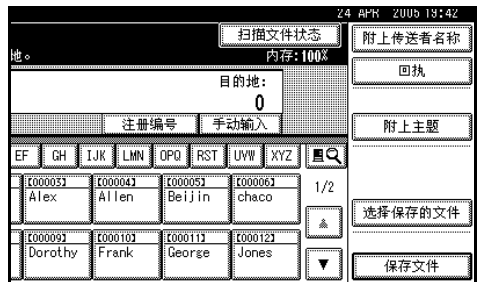 24 APR 2005 19:42
扫描文件状态
附上传送者名称
地。
内存:100%
目的地:
回执
0
注册编号
手动输入
附上主题
EF GH IJK LMN OPQ RST UVW XYZ
[00003] [00004] [00005] [00006]
Alex Allen Beijin chaco
1/2
选择保存的文件
[00009] [00010] [00011] [00012]
Dorothy Frank George Jones
保存文件